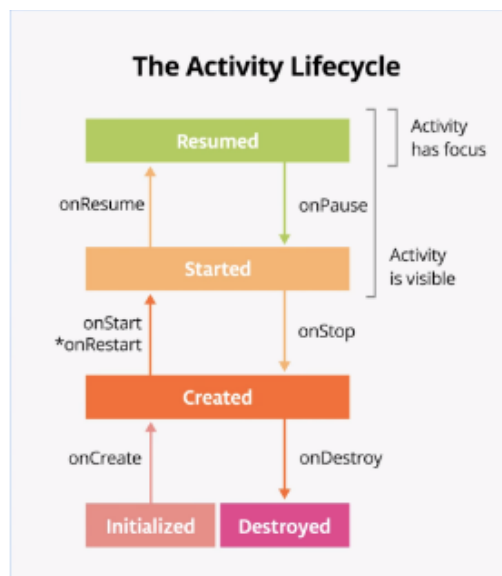 The Activity Lifecycle
Resumed
Activity
has focus
onResume
onPause
Started
Activity
is visible
onStart
*onRestart
onStop
Created
onCreate
onDestroy
Initialized
Destroyed